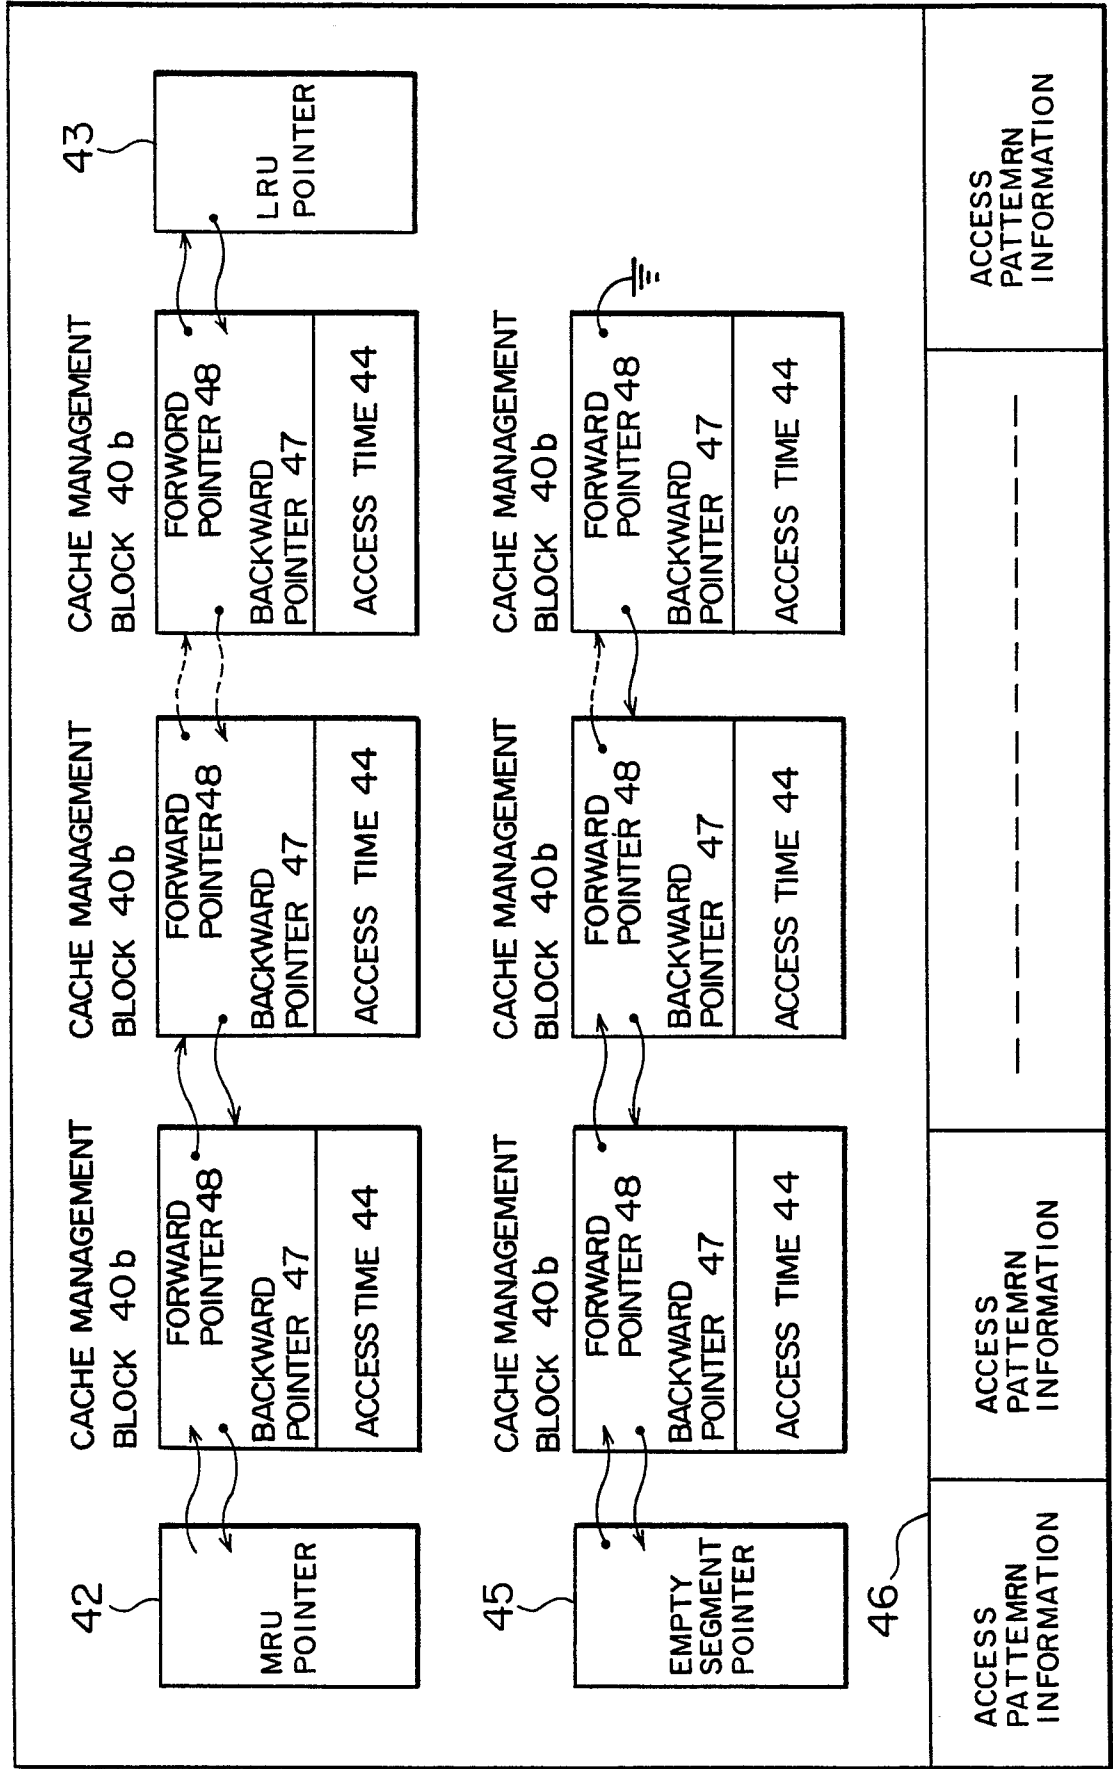 42
MRU
POINTER
CACHE MANAGEMENT
BLOCK 40b
FORWARD
POINTER 48
BACKWARD
POINTER 47
ACCESS TIME 44
CACHE MANAGEMENT
BLOCK 40b
FORWARD
POINTER 48
BACKWARD
POINTER 47
ACCESS TIME 44
CACHE MANAGEMENT
BLOCK 40b
FORWORD
POINTER 48
BACKWARD
POINTER 47
ACCESS TIME 44
43
LRU
POINTER
45
EMPTY
SEGMENT
POINTER
CACHE MANAGEMENT
BLOCK 40b
FORWARD
POINTER 48
BACKWARD
POINTER 47
ACCESS TIME 44
CACHE MANAGEMENT
BLOCK 40b
FORWARD
POINTER 48
BACKWARD
POINTER 47
ACCESS TIME 44
CACHE MANAGEMENT
BLOCK 40b
FORWARD
POINTER 48
BACKWARD
POINTER 47
ACCESS TIME 44
46
ACCESS
PATTEMRN
INFORMATION
ACCESS
PATTEMRN
INFORMATION
ACCESS
PATTEMRN
INFORMATION